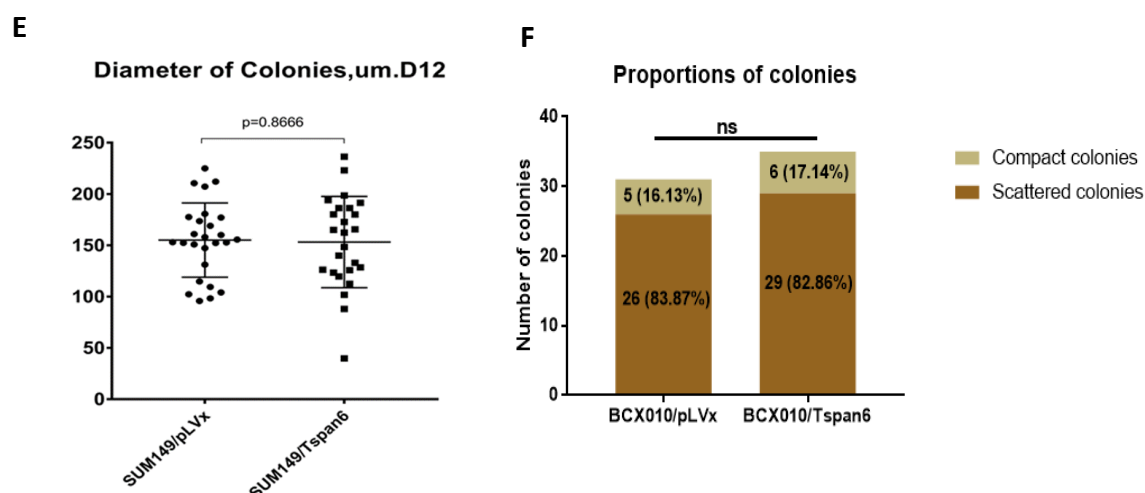 E
Diameter of Colonies,um.D12
p=0.8666
250
200
150
100
50
0
SUM149/pLVx
SUM149/Tspan6
F
Proportions of colonies
Number of colonies
40
30
20
10
0
ns
5 (16.13%)
6 (17.14%)
26 (83.87%)
29 (82.86%)
BCX010/pLVx
BCX010/Tspan6
Compact colonies
Scattered colonies